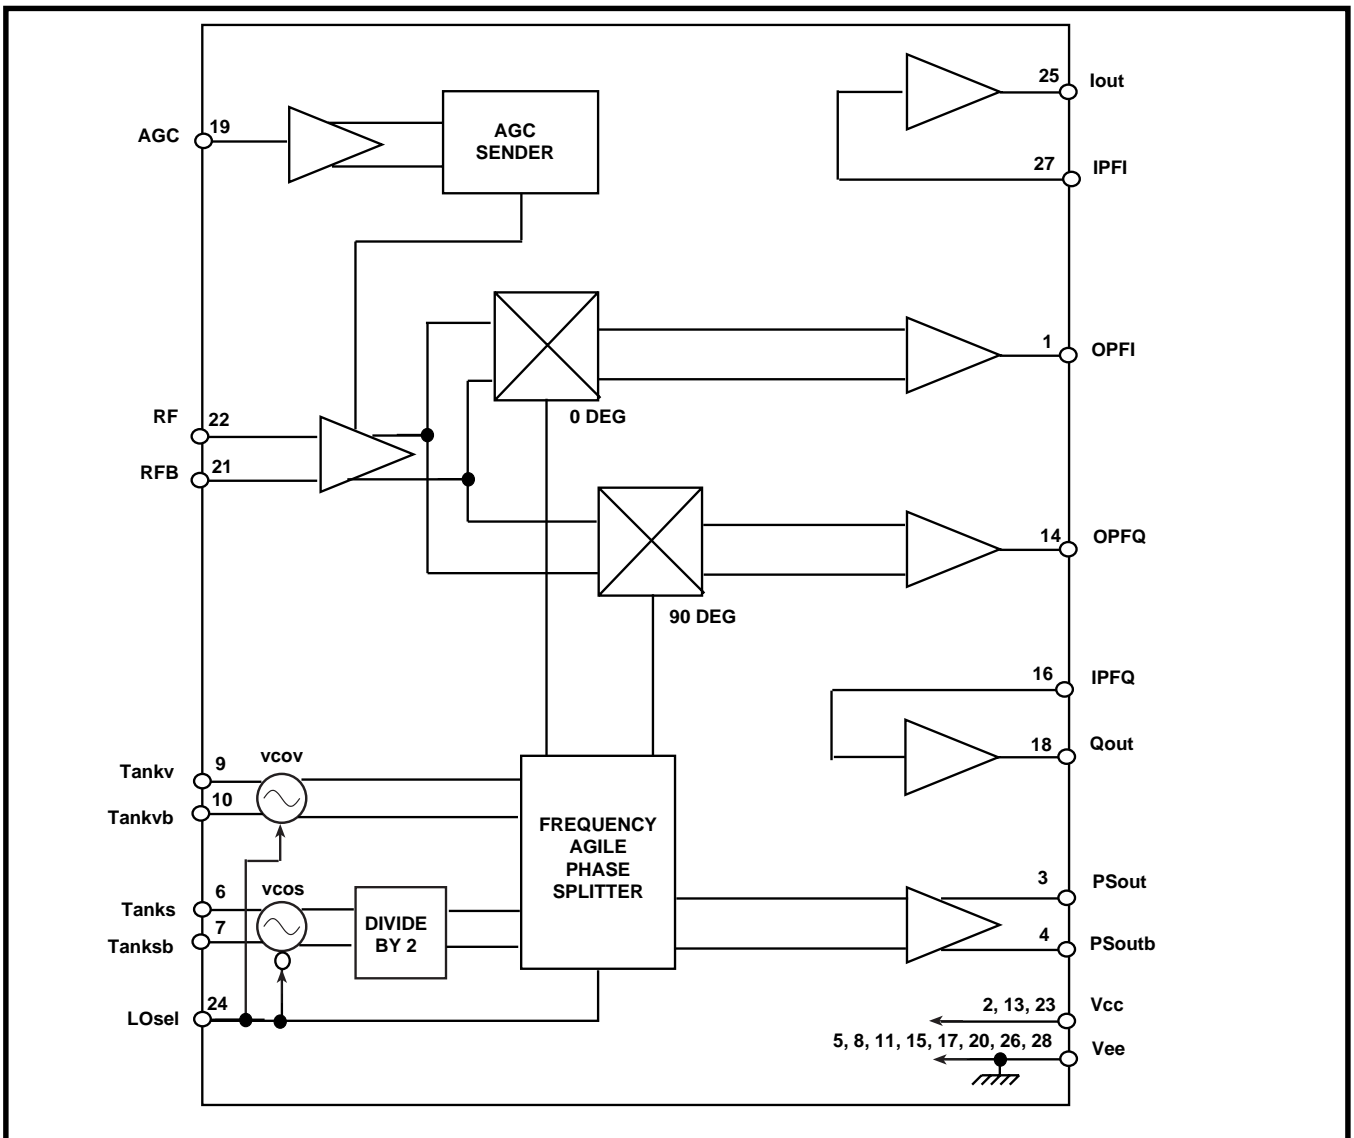 25 Iout
19
AGC
AGC
SENDER
27 IPFI
1 OPFI
0 DEG
RF 22
RFB 21
14 OPFQ
90 DEG
16 IPFQ
18 Qout
vcov
Tankv 9
Tankvb 10
FREQUENCY
AGILE
PHASE
SPLITTER
vcos
Tanks 6
Tanksb 7
DIVIDE
BY 2
3 PSout
4 PSoutb
LOsel 24
2, 13, 23 Vcc
5, 8, 11, 15, 17, 20, 26, 28 Vee